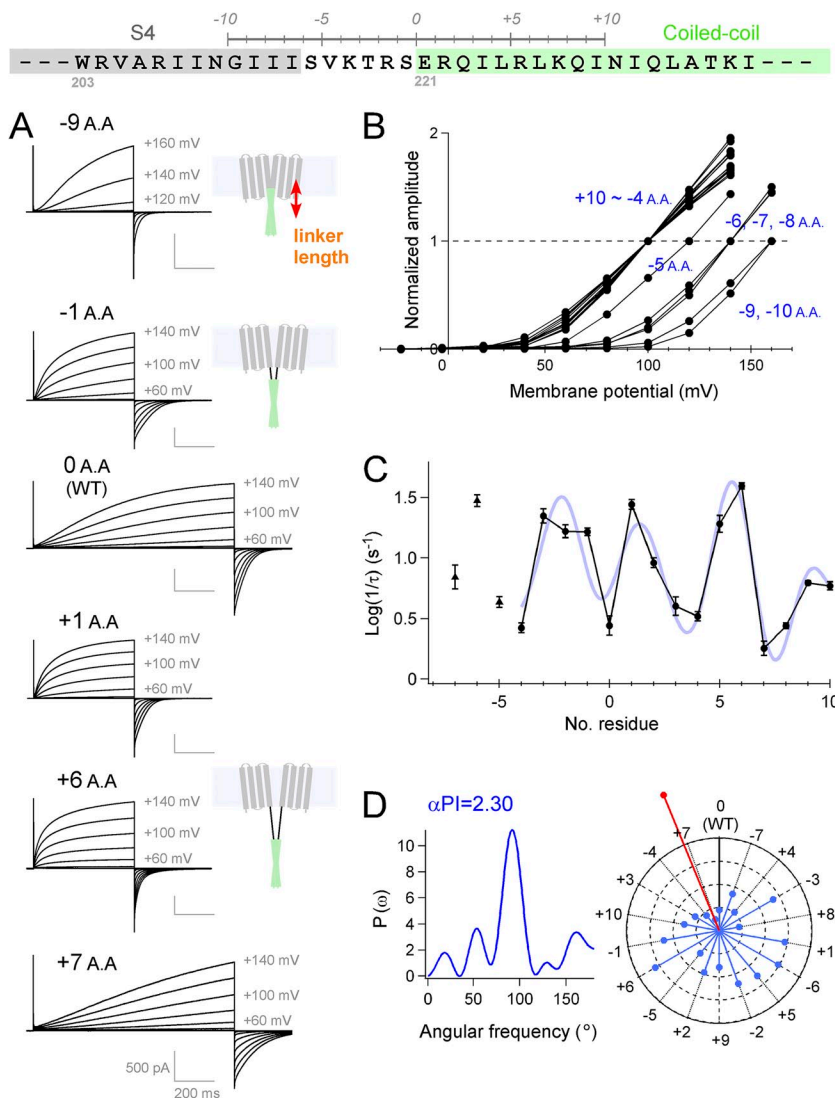 -10 -5 0 +5 +10
S4 Coiled-coil
---WRVARIINGIIISVKTRSERQILRLKQINIQLATKI---
203 221
A
-9 A.A
+160 mV
+140 mV
+120 mV
linker
length
-1 A.A
+140 mV
+100 mV
+60 mV
0 A.A
(WT)
+140 mV
+100 mV
+60 mV
+1 A.A
+140 mV
+100 mV
+60 mV
+6 A.A
+140 mV
+100 mV
+60 mV
+7 A.A
+140 mV
+100 mV
+60 mV
500 pA
200 ms
B
Normalized amplitude
2
1
0
+10 ~ -4 A.A.
-6, -7, -8 A.A.
-5 A.A.
-9, -10 A.A.
0 50 100 150
Membrane potential (mV)
C
Log(1/τ) (s⁻¹)
1.5
1.0
0.5
0
-5 0 5 10
No. residue
D
αPI=2.30
P (ω)
10
8
6
4
2
0
0 50 100 150
Angular frequency (°)
0
(WT)
-7
+4
-3
+8
+1
-6
+5
-2
+9
+2
-5
+6
-1
+10
+3
-4
+7